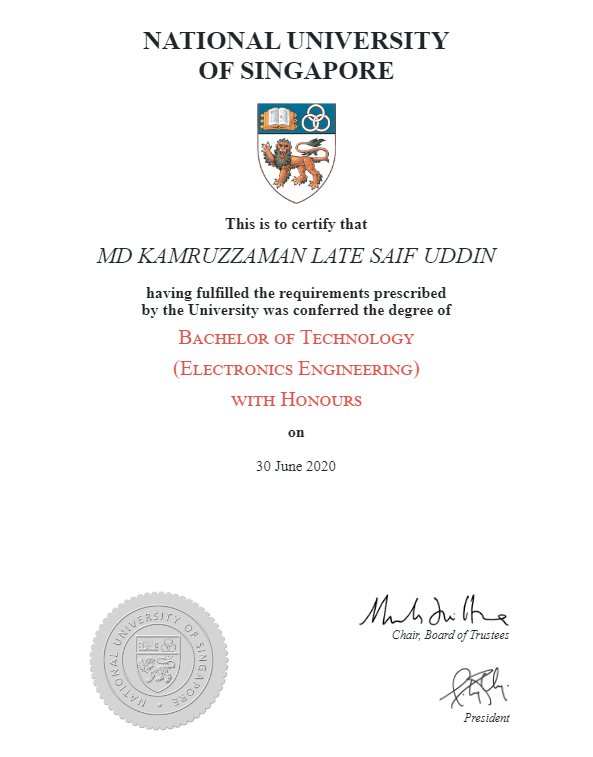 NATIONAL UNIVERSITY
OF SINGAPORE
This is to certify that
MD KAMRUZZAMAN LATE SAIF UDDIN
having fulfilled the requirements prescribed
by the University was conferred the degree of
Bachelor of Technology
(Electronics Engineering)
with Honours
on
30 June 2020
NATIONAL UNIVERSITY OF SINGAPORE
Chair, Board of Trustees
President